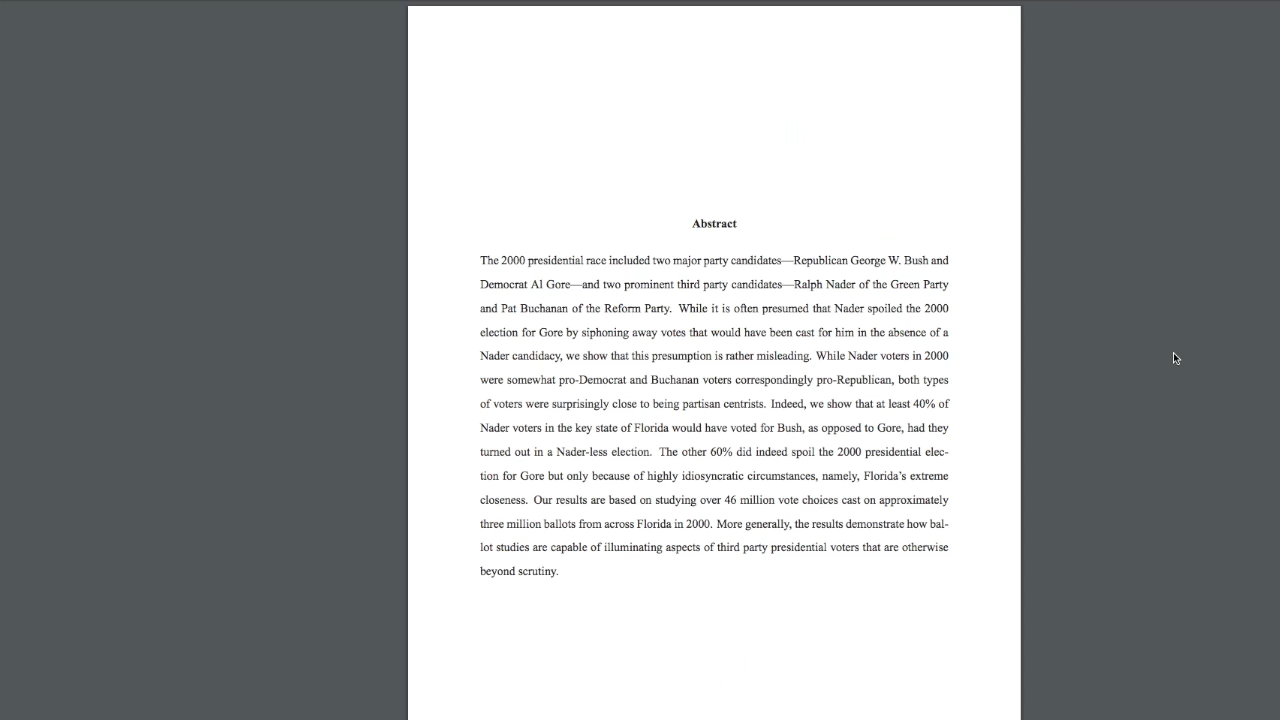 Abstract
The 2000 presidential race included two major party candidates—Republican George W. Bush and
Democrat Al Gore—and two prominent third party candidates—Ralph Nader of the Green Party
and Pat Buchanan of the Reform Party. While it is often presumed that Nader spoiled the 2000
election for Gore by siphoning away votes that would have been cast for him in the absence of a
Nader candidacy, we show that this presumption is rather misleading. While Nader voters in 2000
were somewhat pro-Democrat and Buchanan voters correspondingly pro-Republican, both types
of voters were surprisingly close to being partisan centrists. Indeed, we show that at least 40% of
Nader voters in the key state of Florida would have voted for Bush, as opposed to Gore, had they
turned out in a Nader-less election. The other 60% did indeed spoil the 2000 presidential elec-
tion for Gore but only because of highly idiosyncratic circumstances, namely, Florida's extreme
closeness. Our results are based on studying over 46 million vote choices cast on approximately
three million ballots from across Florida in 2000. More generally, the results demonstrate how bal-
lot studies are capable of illuminating aspects of third party presidential voters that are otherwise
beyond scrutiny.